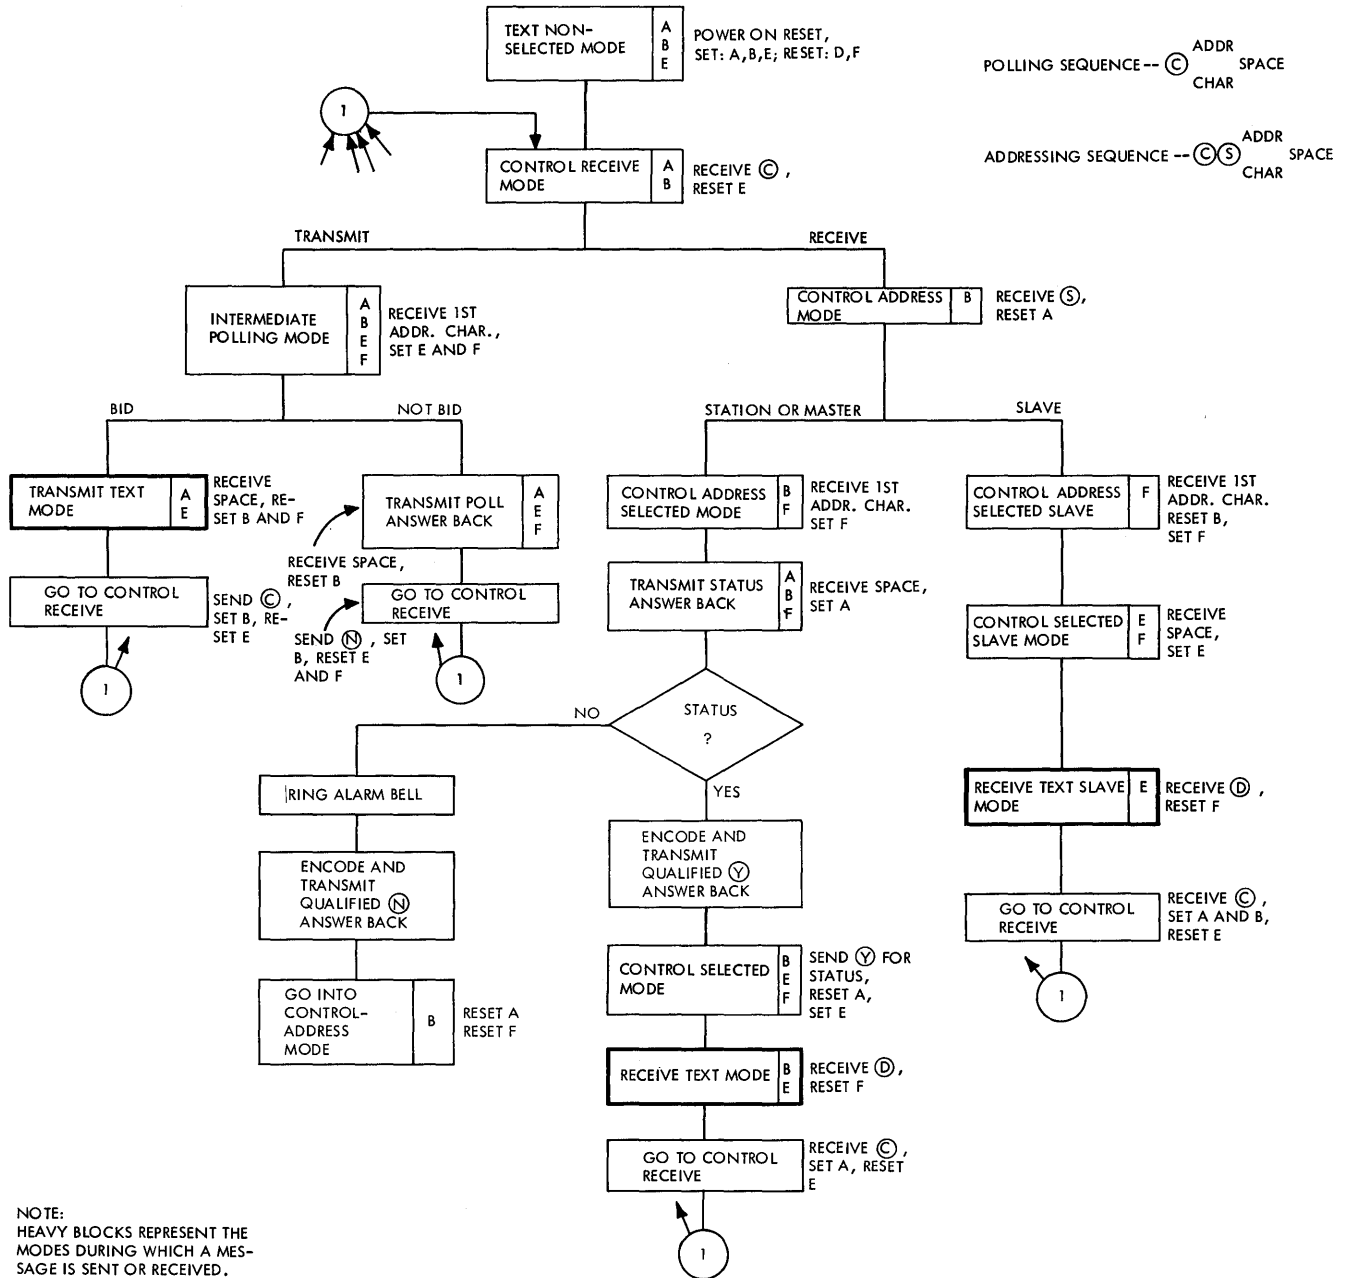 TEXT NON-
SELECTED MODE
A
B
E
POWER ON RESET,
SET: A,B,E; RESET: D,F
POLLING SEQUENCE -- Ⓒ ADDR
CHAR
SPACE
ADDRESSING SEQUENCE -- ⒸⓈ ADDR
CHAR
SPACE
1
CONTROL RECEIVE
MODE
A
B
RECEIVE Ⓒ ,
RESET E
TRANSMIT
RECEIVE
INTERMEDIATE
POLLING MODE
A
B
E
F
RECEIVE 1ST
ADDR. CHAR.,
SET E AND F
CONTROL ADDRESS
MODE
B
RECEIVE Ⓢ,
RESET A
BID
NOT BID
STATION OR MASTER
SLAVE
TRANSMIT TEXT
MODE
A
E
RECEIVE
SPACE, RE-
SET B AND F
TRANSMIT POLL
ANSWER BACK
A
E
F
RECEIVE SPACE,
RESET B
CONTROL ADDRESS
SELECTED MODE
B
F
RECEIVE 1ST
ADDR. CHAR.
SET F
CONTROL ADDRESS
SELECTED SLAVE
F
RECEIVE 1ST
ADDR. CHAR.
RESET B,
SET F
GO TO CONTROL
RECEIVE
SEND Ⓒ ,
SET B, RE-
SET E
GO TO CONTROL
RECEIVE
SEND Ⓝ , SET
B, RESET E
AND F
TRANSMIT STATUS
ANSWER BACK
A
B
F
RECEIVE SPACE,
SET A
CONTROL SELECTED
SLAVE MODE
E
F
RECEIVE
SPACE,
SET E
1
1
STATUS
?
NO
YES
RING ALARM BELL
RECEIVE TEXT SLAVE
MODE
E
RECEIVE Ⓓ ,
RESET F
ENCODE AND
TRANSMIT
QUALIFIED Ⓝ
ANSWER BACK
ENCODE AND
TRANSMIT
QUALIFIED Ⓨ
ANSWER BACK
GO TO CONTROL
RECEIVE
RECEIVE Ⓒ ,
SET A AND B,
RESET E
GO INTO
CONTROL-
ADDRESS
MODE
B
RESET A
RESET F
CONTROL SELECTED
MODE
B
E
F
SEND Ⓨ FOR
STATUS,
RESET A,
SET E
1
RECEIVE TEXT MODE
B
E
RECEIVE Ⓓ,
RESET F
GO TO CONTROL
RECEIVE
RECEIVE Ⓒ ,
SET A, RESET
E
1
NOTE:
HEAVY BLOCKS REPRESENT THE
MODES DURING WHICH A MES-
SAGE IS SENT OR RECEIVED.